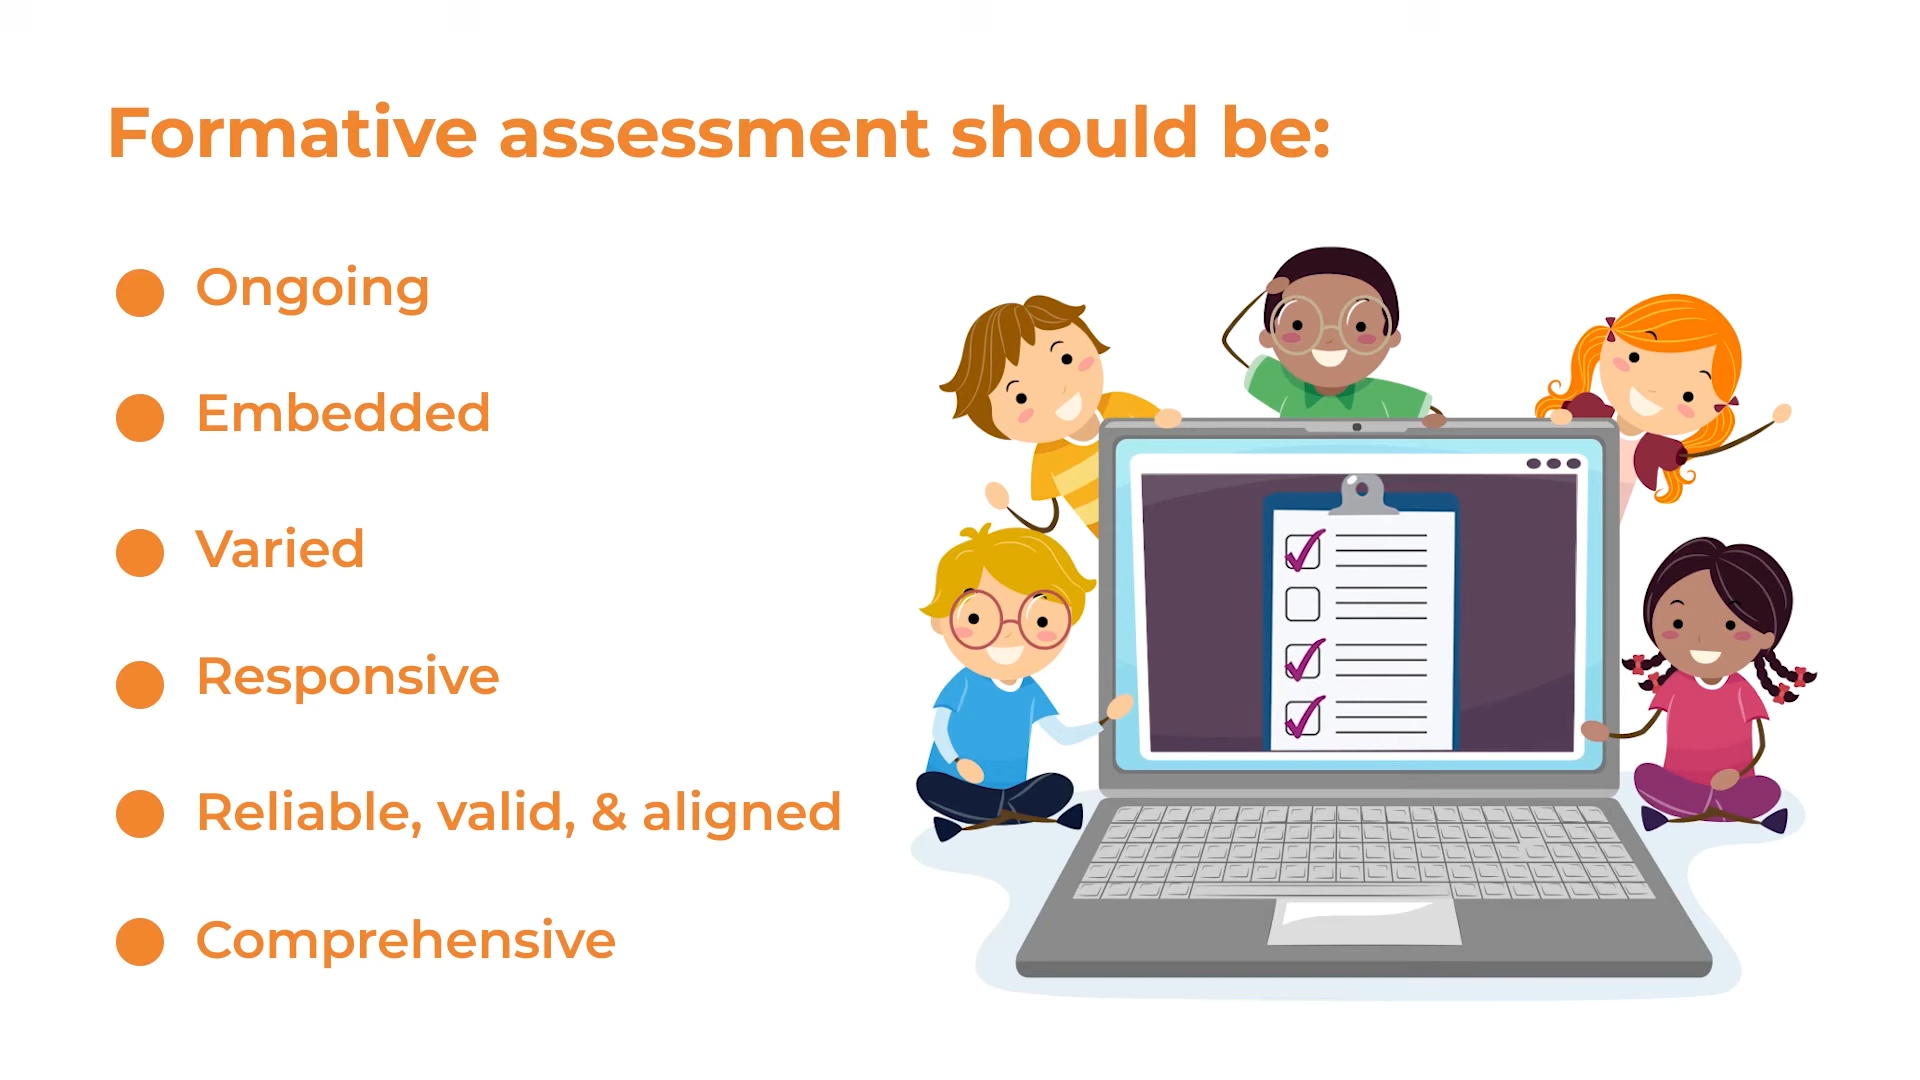 Formative assessment should be:
Ongoing
Embedded
Varied
Responsive
Reliable, valid, & aligned
Comprehensive